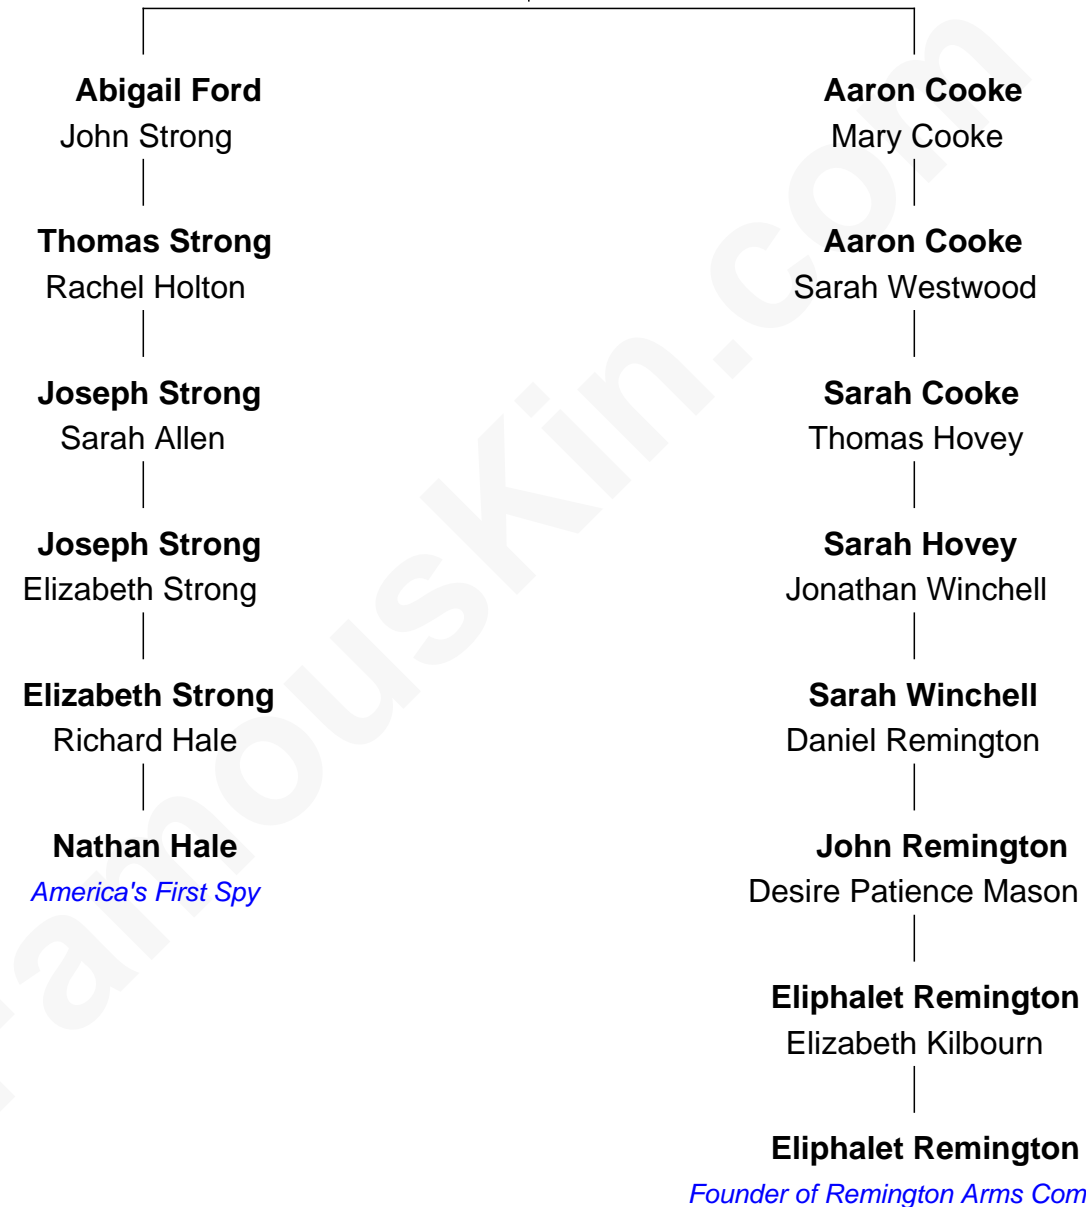 Abigail Ford
John Strong
Thomas Strong
Rachel Holton
Joseph Strong
Sarah Allen
Joseph Strong
Elizabeth Strong
Elizabeth Strong
Richard Hale
Nathan Hale
America's First Spy
Aaron Cooke
Mary Cooke
Aaron Cooke
Sarah Westwood
Sarah Cooke
Thomas Hovey
Sarah Hovey
Jonathan Winchell
Sarah Winchell
Daniel Remington
John Remington
Desire Patience Mason
Eliphalet Remington
Elizabeth Kilbourn
Eliphalet Remington
Founder of Remington Arms Com
FamousKin.com